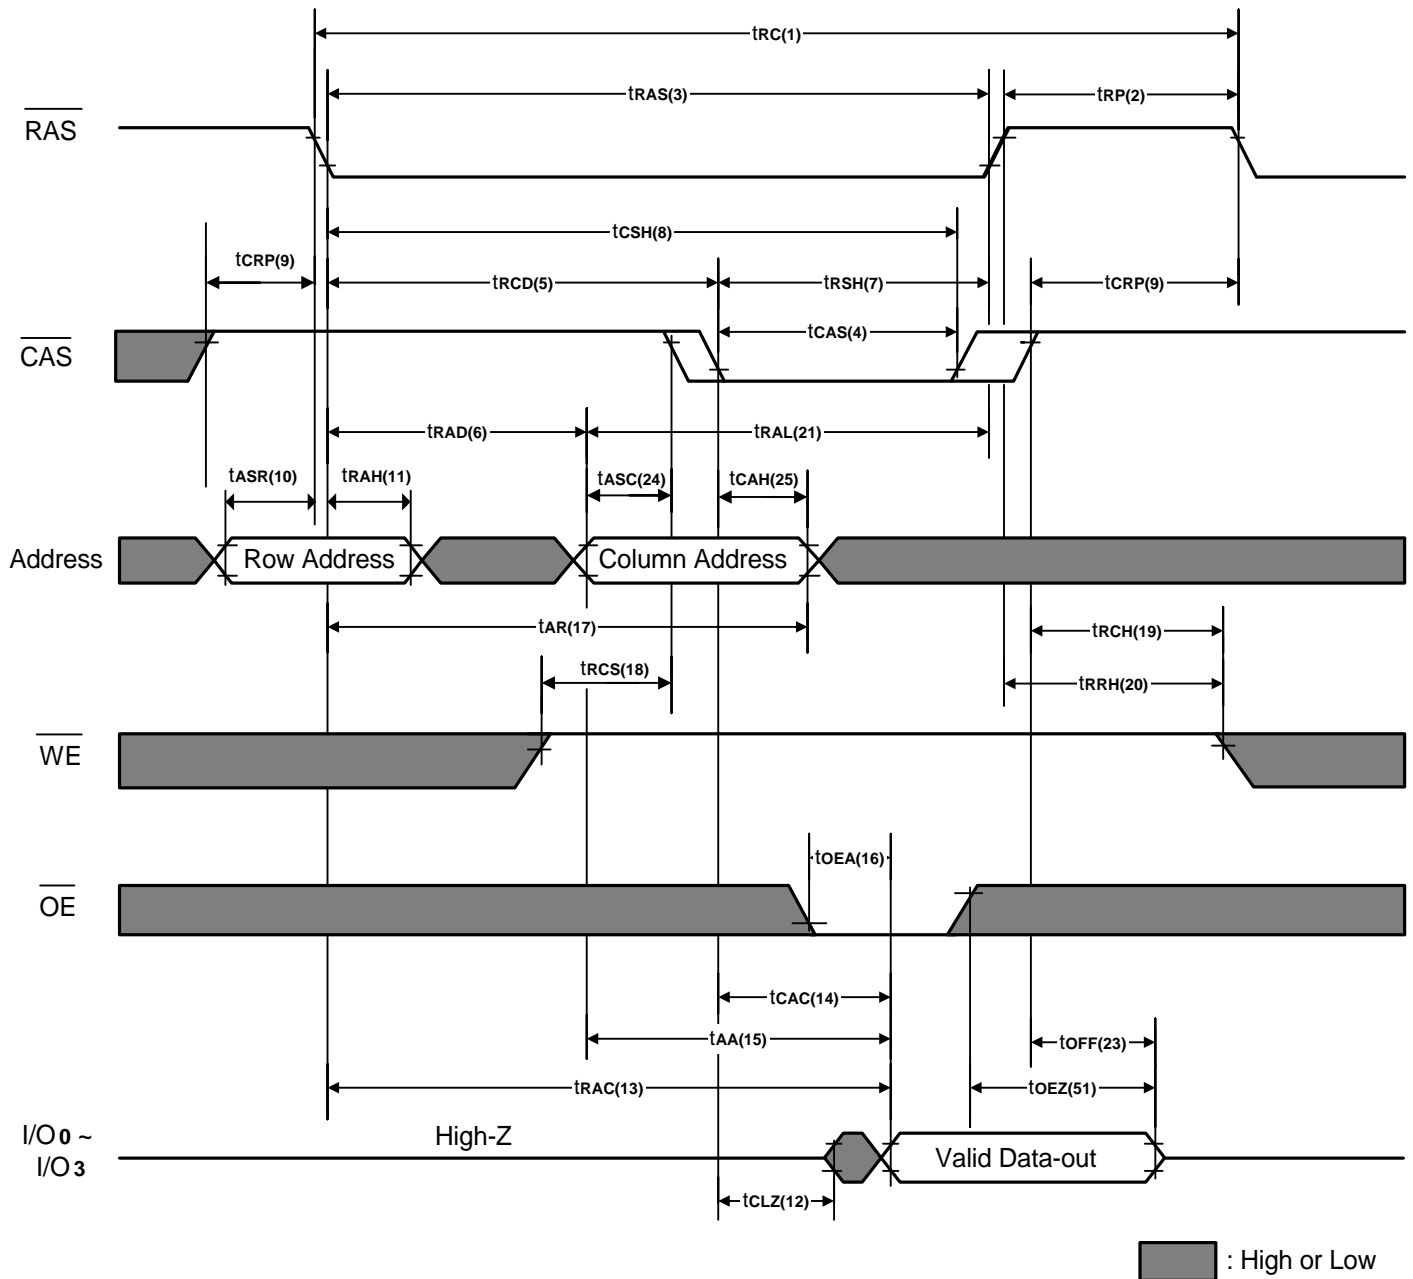 tRC(1)
tRAS(3)
tRP(2)
RAS
tCSH(8)
tCRP(9)
tRCD(5)
tRSH(7)
tCRP(9)
tCAS(4)
CAS
tRAD(6)
tRAL(21)
tASR(10)
tRAH(11)
tASC(24)
tCAH(25)
Address
Row Address
Column Address
tAR(17)
tRCH(19)
tRCS(18)
tRRH(20)
WE
tOEA(16)
OE
tCAC(14)
tAA(15)
tOFF(23)
tRAC(13)
tOEZ(51)
I/O0 ~
I/O3
High-Z
Valid Data-out
tCLZ(12)
: High or Low